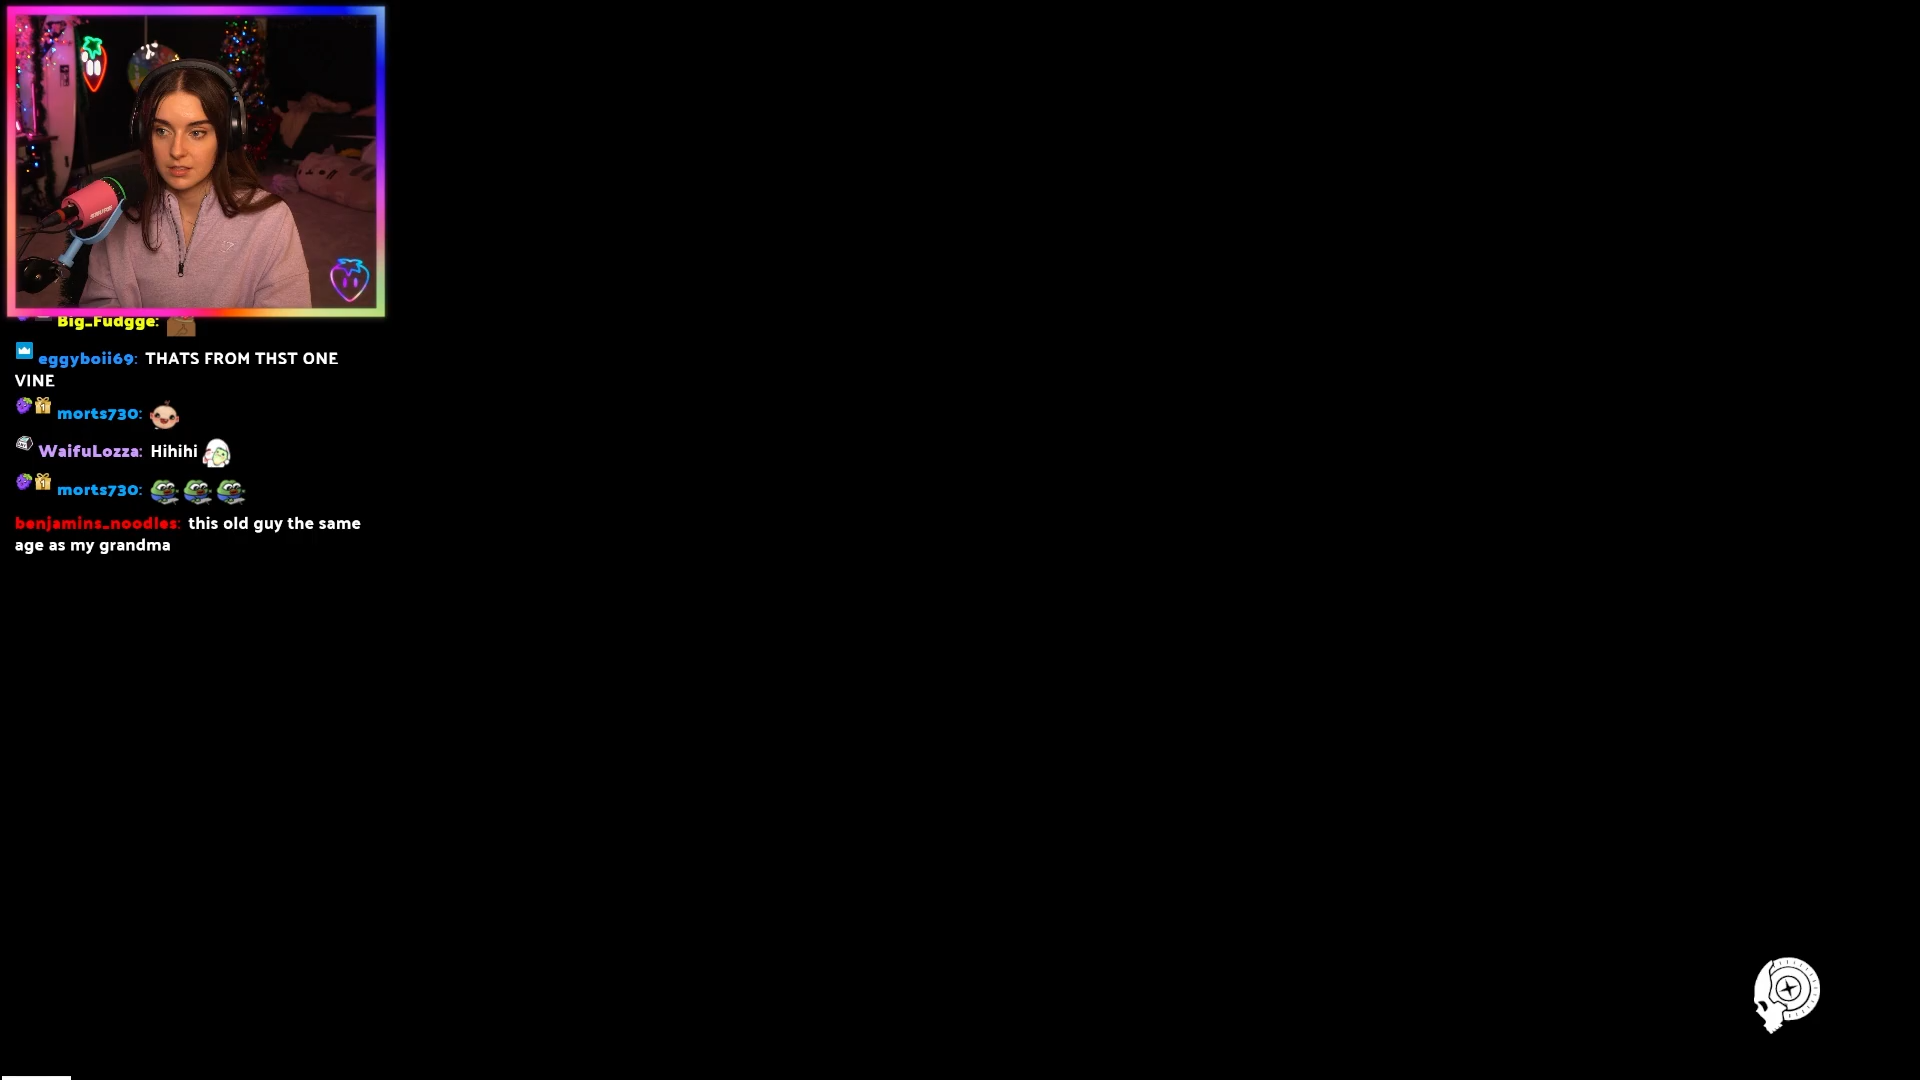 SHURE
Big_Fudgge:
eggyboii69: THATS FROM THST ONE
VINE
morts730:
WaifuLozza: Hihihi
morts730:
benjamins_noodles: this old guy the same
age as my grandma